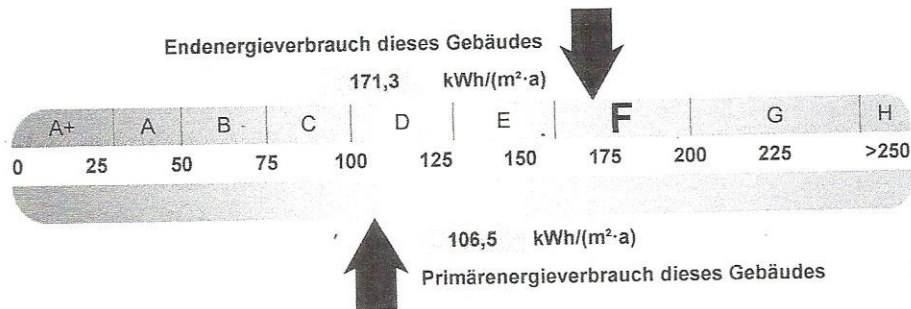 Endenergieverbrauch dieses Gebäudes
171,3 kWh/(m²·a)
A+ A B C D E F G H
0 25 50 75 100 125 150 175 200 225 >250
106,5 kWh/(m²·a)
Primärenergieverbrauch dieses Gebäudes